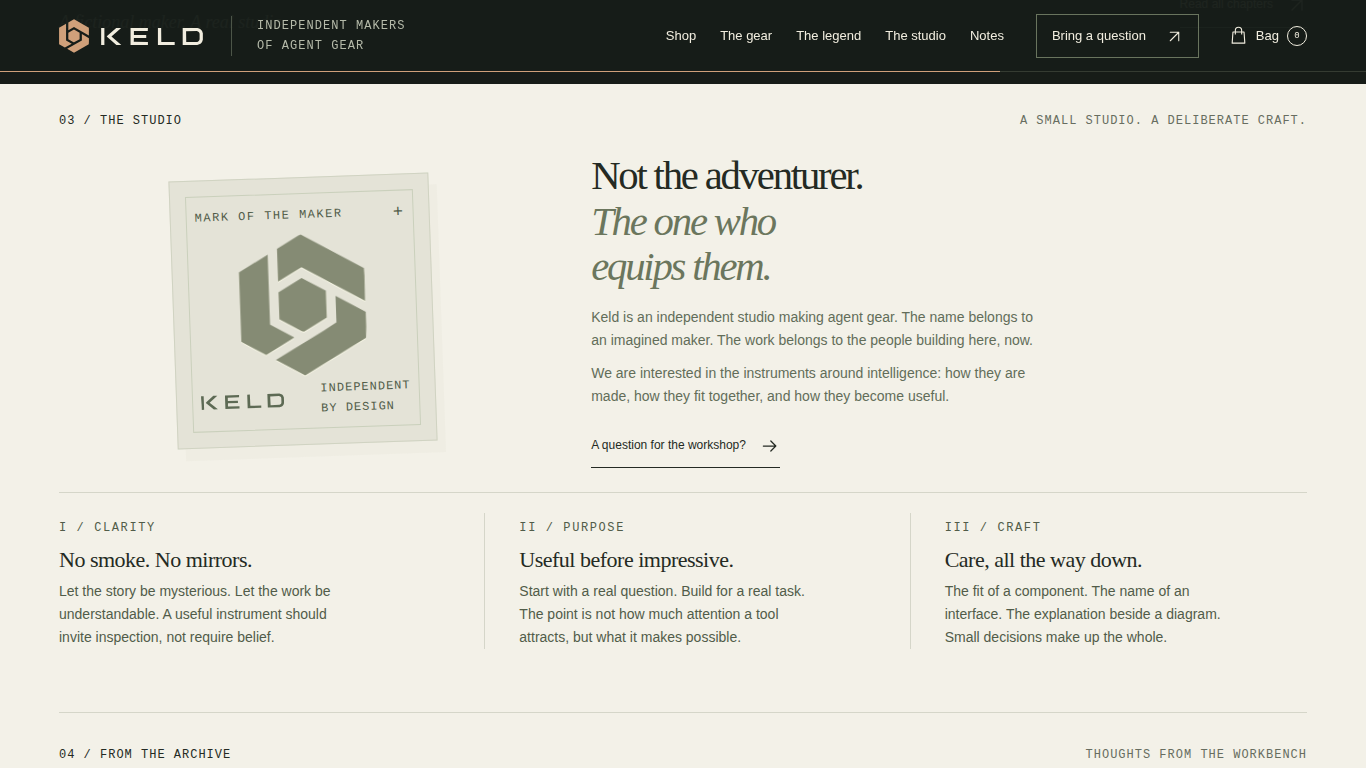 Read all chapters
KELD
INDEPENDENT MAKERS
OF AGENT GEAR
Shop
The gear
The legend
The studio
Notes
Bring a question
Bag
0
03 / THE STUDIO
A SMALL STUDIO. A DELIBERATE CRAFT.
MARK OF THE MAKER +
KELD
INDEPENDENT
BY DESIGN
Not the adventurer.
The one who
equips them.
Keld is an independent studio making agent gear. The name belongs to
an imagined maker. The work belongs to the people building here, now.
We are interested in the instruments around intelligence: how they are
made, how they fit together, and how they become useful.
A question for the workshop?
I / CLARITY
No smoke. No mirrors.
Let the story be mysterious. Let the work be
understandable. A useful instrument should
invite inspection, not require belief.
II / PURPOSE
Useful before impressive.
Start with a real question. Build for a real task.
The point is not how much attention a tool
attracts, but what it makes possible.
III / CRAFT
Care, all the way down.
The fit of a component. The name of an
interface. The explanation beside a diagram.
Small decisions make up the whole.
04 / FROM THE ARCHIVE
THOUGHTS FROM THE WORKBENCH